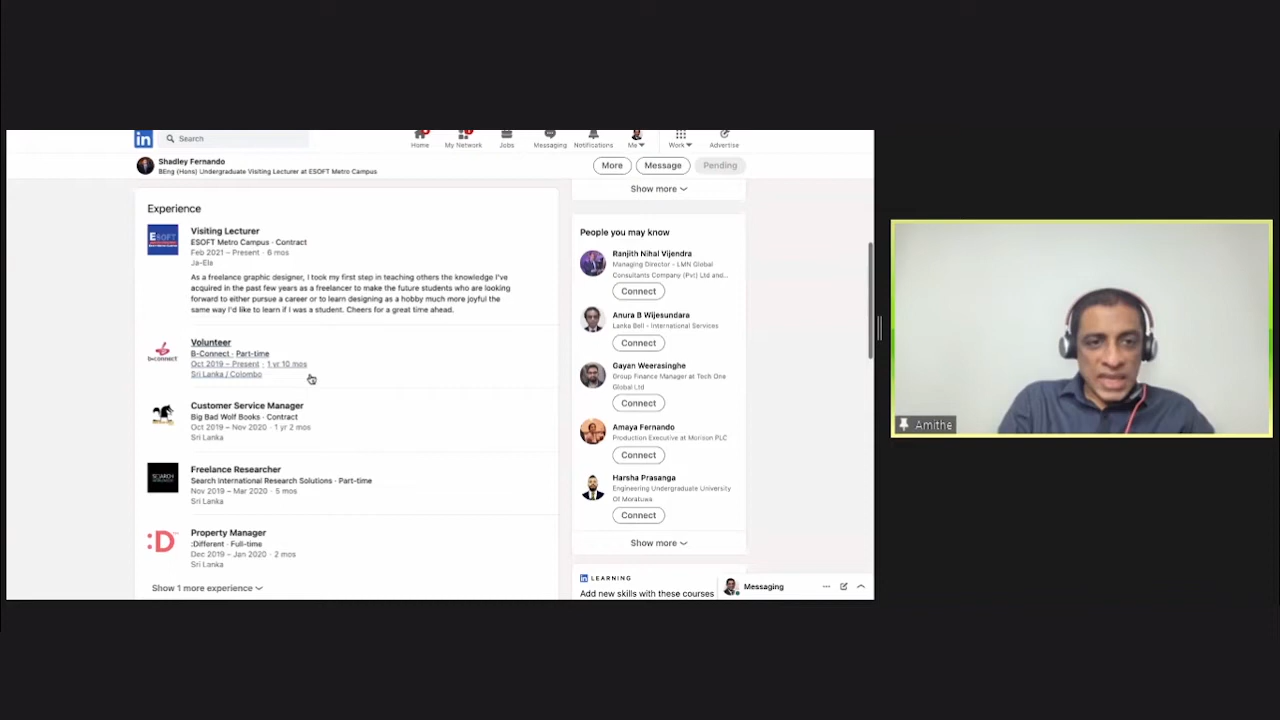 in
Search
Home
My Network
Jobs
Messaging
Notifications
Me
Work
Advertise
Shadley Fernando
BEng (Hons) Undergraduate Visiting Lecturer at ESOFT Metro Campus
More
Message
Pending
Experience
ESOFT
Visiting Lecturer
ESOFT Metro Campus · Contract
Feb 2021 – Present · 6 mos
Ja-Ela
As a freelance graphic designer, I took my first step in teaching others the knowledge I've
acquired in the past few years as a freelancer to make the future students who are looking
forward to either pursue a career or to learn designing as a hobby much more joyful the
same way I'd like to learn if I was a student. Cheers for a great time ahead.
b-connect
Volunteer
B-Connect · Part-time
Oct 2019 – Present · 1 yr 10 mos
Sri Lanka / Colombo
Customer Service Manager
Big Bad Wolf Books · Contract
Oct 2019 – Nov 2020 · 1 yr 2 mos
Sri Lanka
Freelance Researcher
Search International Research Solutions · Part-time
Nov 2019 – Mar 2020 · 5 mos
Sri Lanka
:D
Property Manager
:Different · Full-time
Dec 2019 – Jan 2020 · 2 mos
Sri Lanka
Show 1 more experience
Show more
People you may know
Ranjith Nihal Vijendra
Managing Director - LMN Global
Consultants Company (Pvt) Ltd and...
Connect
Anura B Wijesundara
Lanka Bell - International Services
Connect
Gayan Weerasinghe
Group Finance Manager at Tech One
Global Ltd
Connect
Amaya Fernando
Production Executive at Morison PLC
Connect
Harsha Prasanga
Engineering Undergraduate University
Of Moratuwa
Connect
Show more
in LEARNING
Add new skills with these courses
Messaging
Amithe